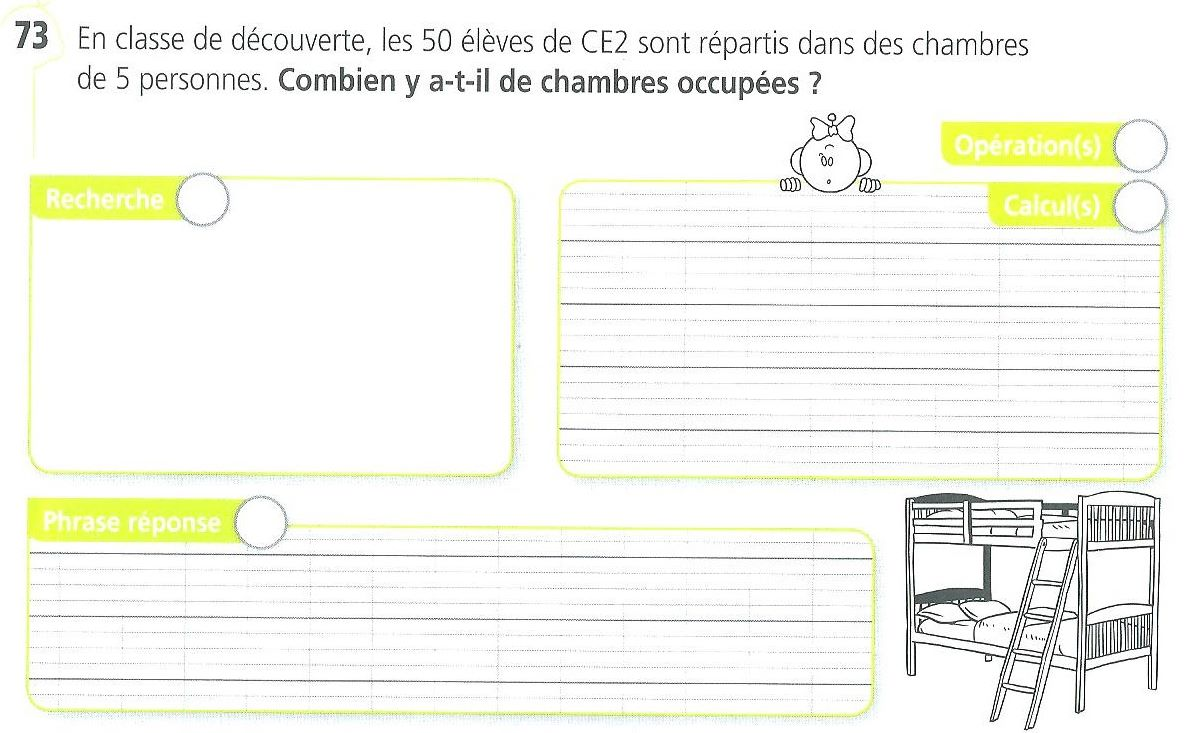 73 En classe de découverte, les 50 élèves de CE2 sont répartis dans des chambres
de 5 personnes. Combien y a-t-il de chambres occupées ?
Opération(s)
Recherche
Calcul(s)
Phrase réponse